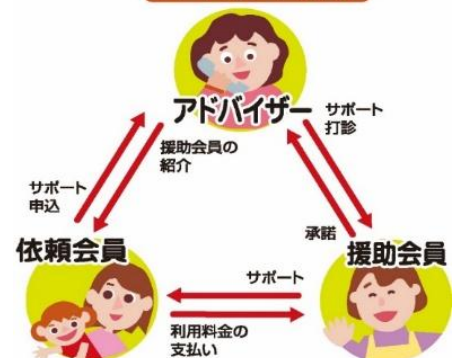 アドバイザー
サポート
打診
援助会員の
紹介
サポート
申込
承諾
依頼会員
援助会員
サポート
利用料金の
支払い